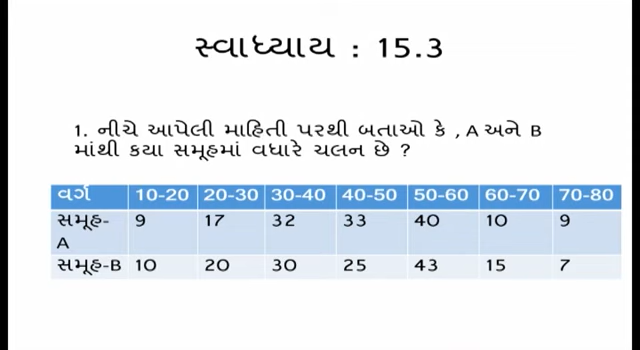 સ્વાધ્યાય : 15.3
1. નીચે આપેલી માહિતી પરથી બતાઓ કે , A અને B
માંથી કયા સમૂહમાં વધારે ચલન છે ?
વર્ગ 10-20 20-30 30-40 40-50 50-60 60-70 70-80
સમૂહ- 9 17 32 33 40 10 9
A
સમૂહ-B 10 20 30 25 43 15 7